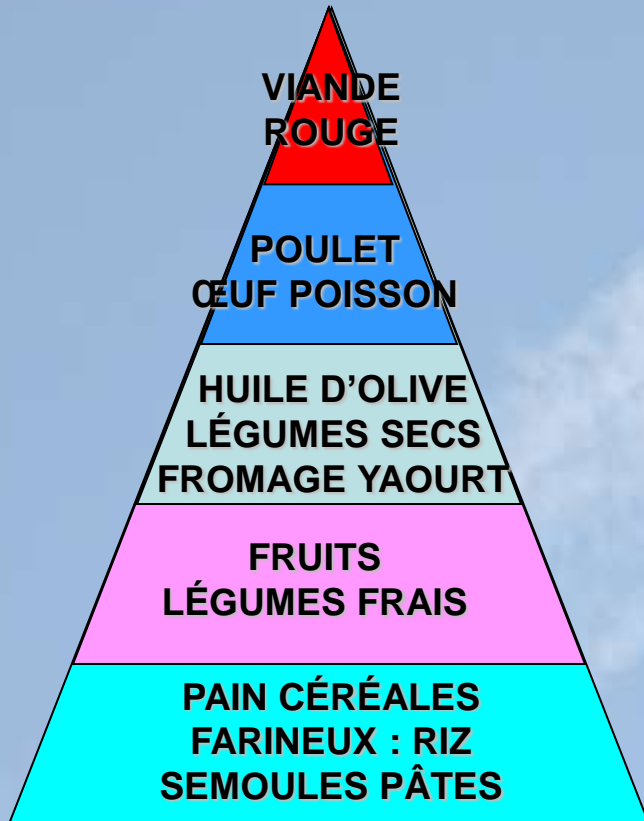 VIANDE
ROUGE
POULET
ŒUF POISSON
HUILE D’OLIVE
LÉGUMES SECS
FROMAGE YAOURT
FRUITS
LÉGUMES FRAIS
PAIN CÉRÉALES
FARINEUX : RIZ
SEMOULES PÂTES